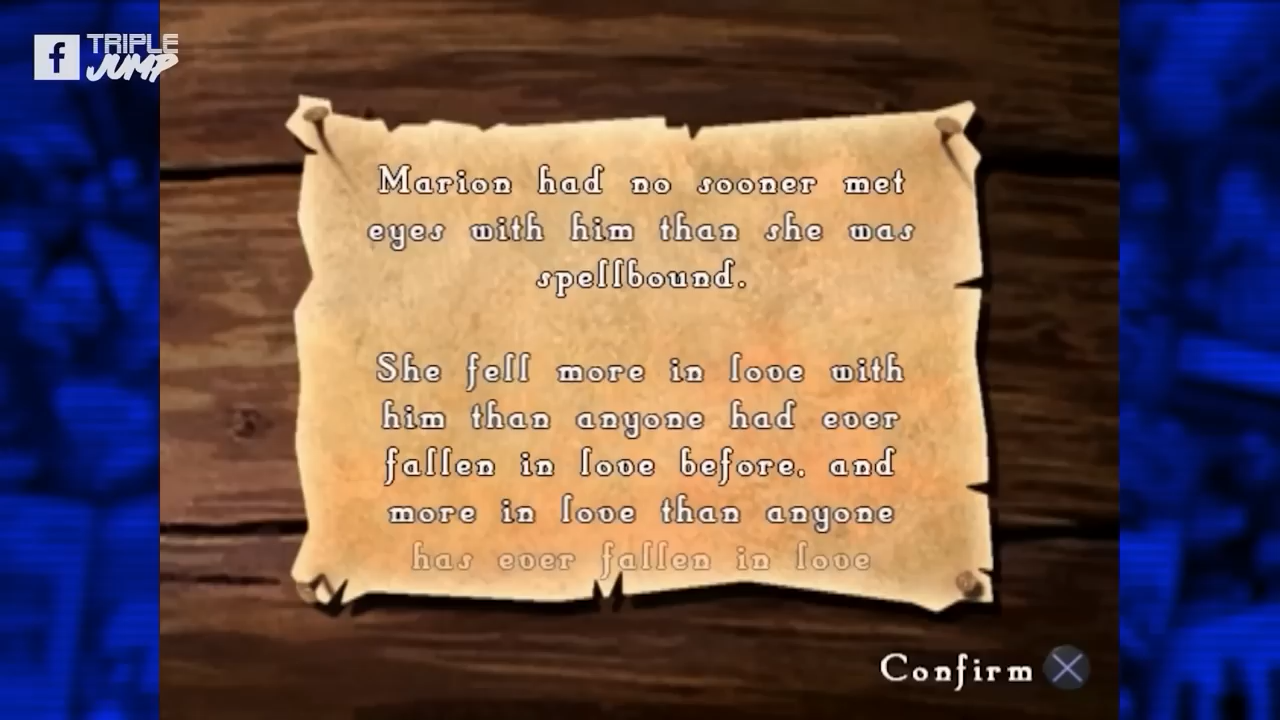 f TRIPLE
JUMP
Marion had no sooner met
eyes with him than she was
spellbound.
She fell more in love with
him than anyone had ever
fallen in love before, and
more in love than anyone
has ever fallen in love
Confirm